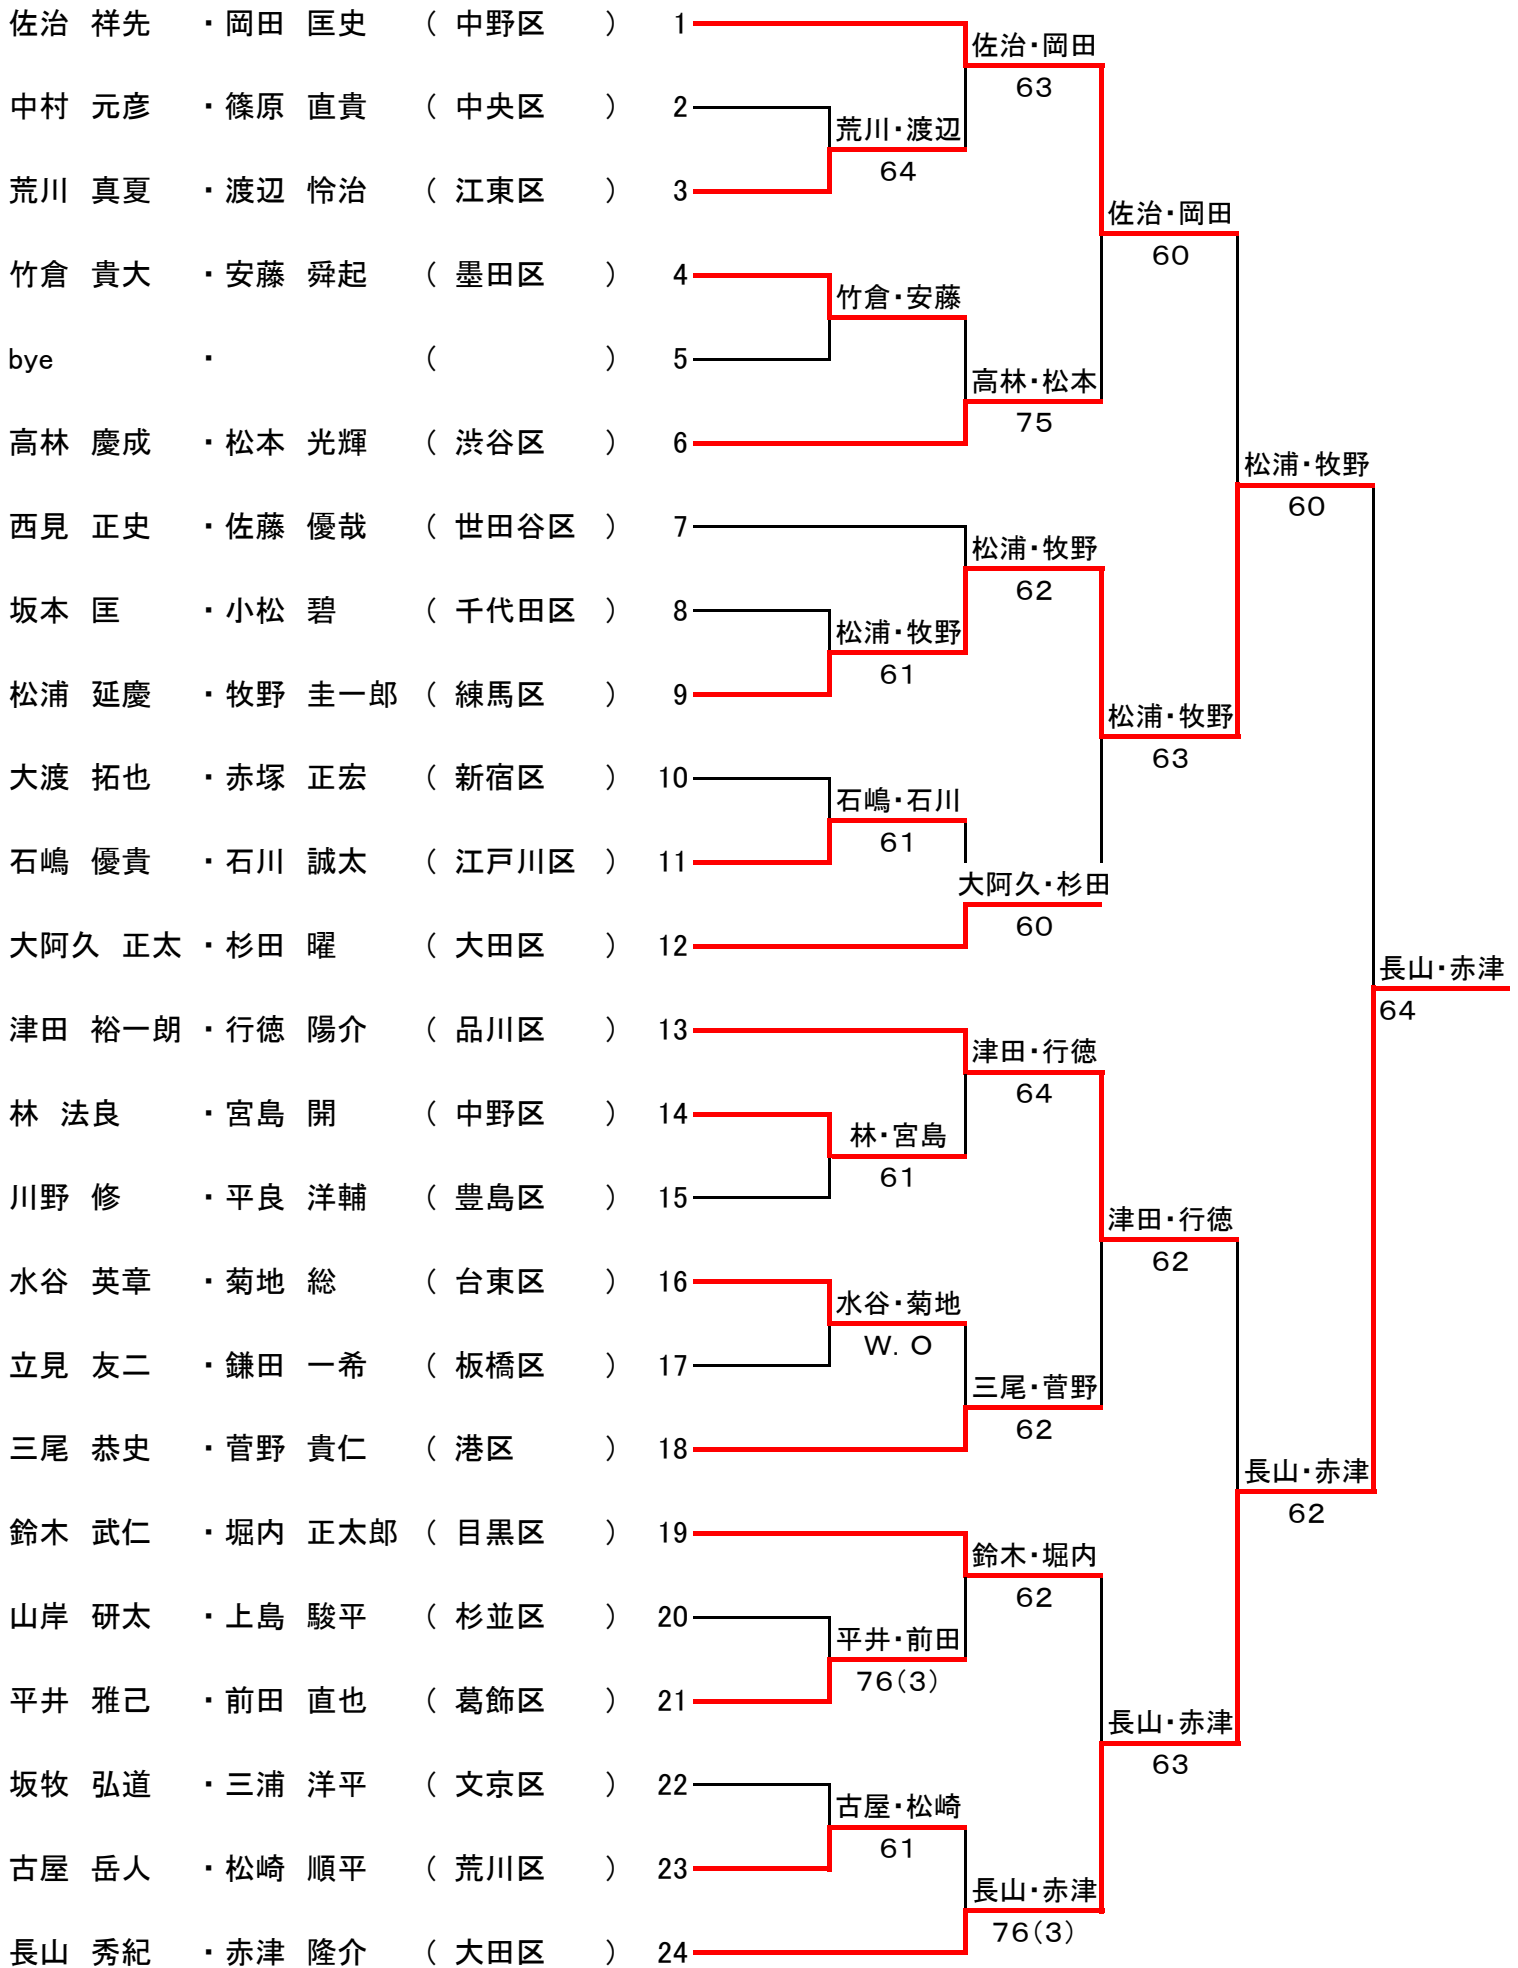 佐治 祥先 ・岡田 匡史 ( 中野区 ) 1
佐治・岡田
63
中村 元彦 ・篠原 直貴 ( 中央区 ) 2
荒川・渡辺
64
荒川 真夏 ・渡辺 怜治 ( 江東区 ) 3
佐治・岡田
60
竹倉 貴大 ・安藤 舜起 ( 墨田区 ) 4
竹倉・安藤
bye ・ ( ) 5
高林・松本
75
高林 慶成 ・松本 光輝 ( 渋谷区 ) 6
松浦・牧野
60
西見 正史 ・佐藤 優哉 ( 世田谷区 ) 7
松浦・牧野
62
坂本 匡 ・小松 碧 ( 千代田区 ) 8
松浦・牧野
61
松浦 延慶 ・牧野 圭一郎 ( 練馬区 ) 9
松浦・牧野
63
大渡 拓也 ・赤塚 正宏 ( 新宿区 ) 10
石嶋・石川
61
石嶋 優貴 ・石川 誠太 ( 江戸川区 ) 11
大阿久・杉田
60
大阿久 正太 ・杉田 曜 ( 大田区 ) 12
長山・赤津
64
津田 裕一朗 ・行徳 陽介 ( 品川区 ) 13
津田・行徳
64
林 法良 ・宮島 開 ( 中野区 ) 14
林・宮島
61
川野 修 ・平良 洋輔 ( 豊島区 ) 15
津田・行徳
62
水谷 英章 ・菊地 総 ( 台東区 ) 16
水谷・菊地
W.O
立見 友二 ・鎌田 一希 ( 板橋区 ) 17
三尾・菅野
62
三尾 恭史 ・菅野 貴仁 ( 港区 ) 18
長山・赤津
62
鈴木 武仁 ・堀内 正太郎 ( 目黒区 ) 19
鈴木・堀内
62
山岸 研太 ・上島 駿平 ( 杉並区 ) 20
平井・前田
76(3)
平井 雅己 ・前田 直也 ( 葛飾区 ) 21
長山・赤津
63
坂牧 弘道 ・三浦 洋平 ( 文京区 ) 22
古屋・松崎
61
古屋 岳人 ・松崎 順平 ( 荒川区 ) 23
長山・赤津
76(3)
長山 秀紀 ・赤津 隆介 ( 大田区 ) 24